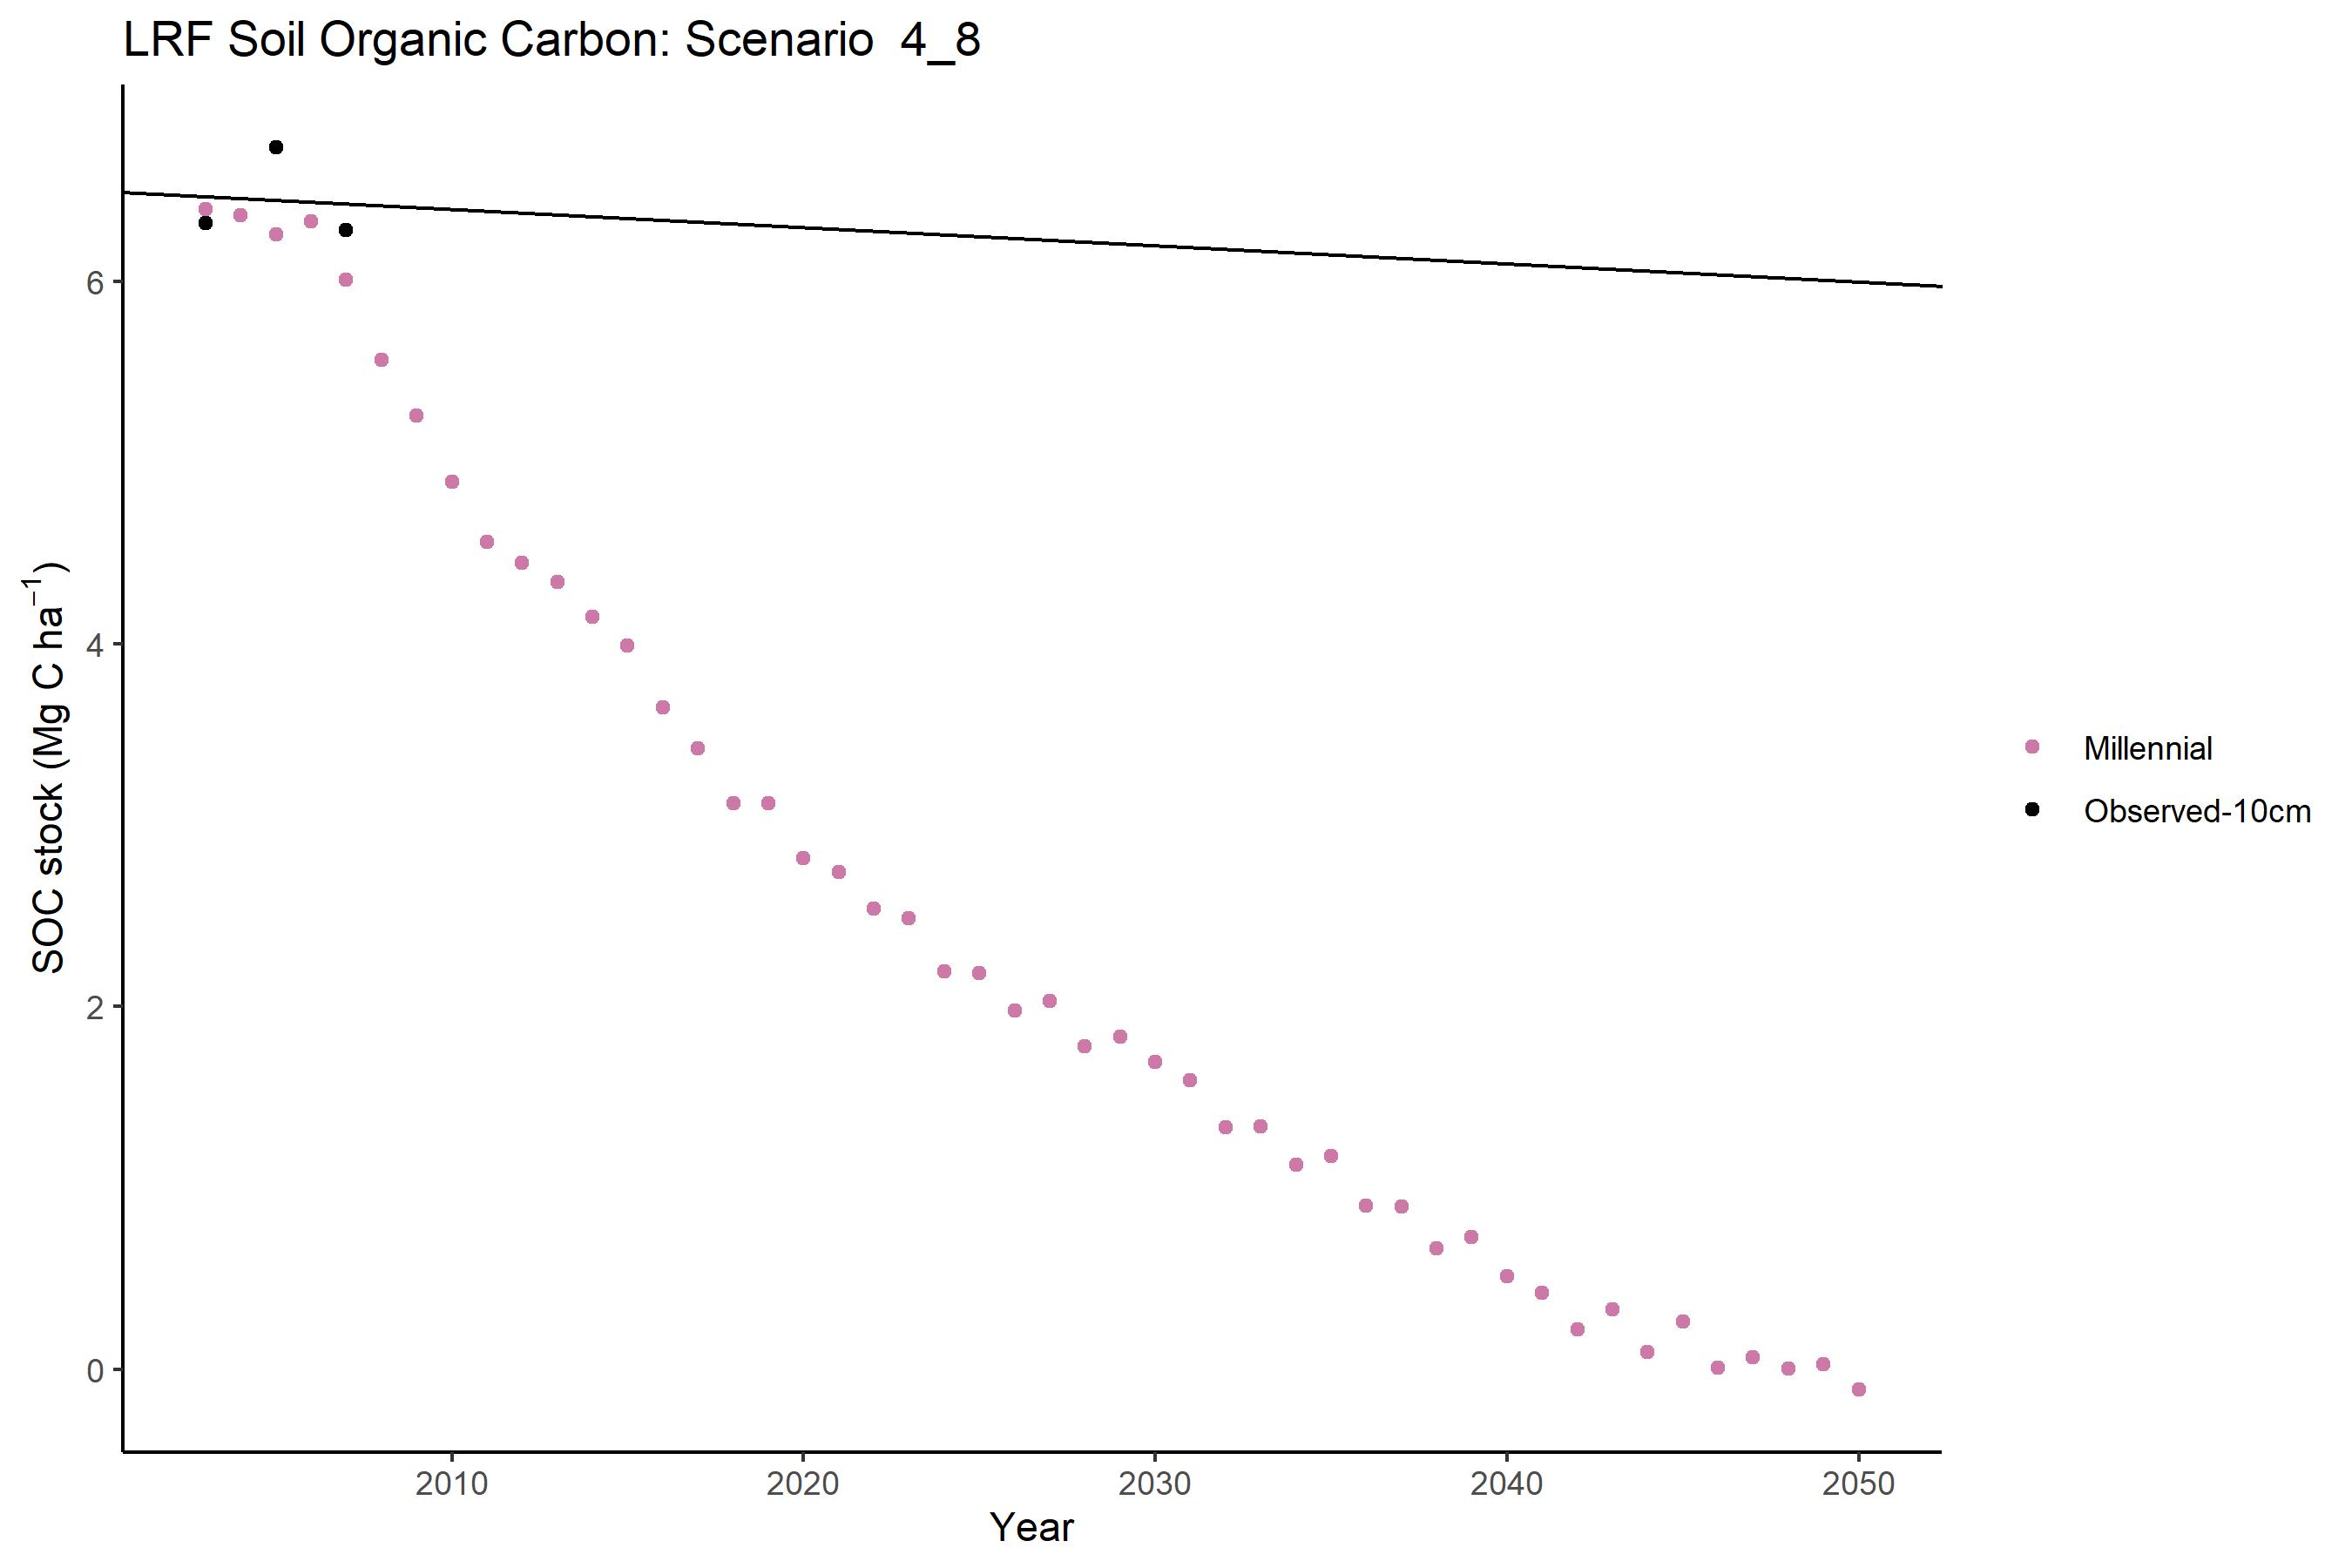 LRF Soil Organic Carbon: Scenario  4_8
SOC stock (Mg C ha⁻¹)
6
4
2
0
2010
2020
2030
2040
2050
Year
Millennial
Observed-10cm